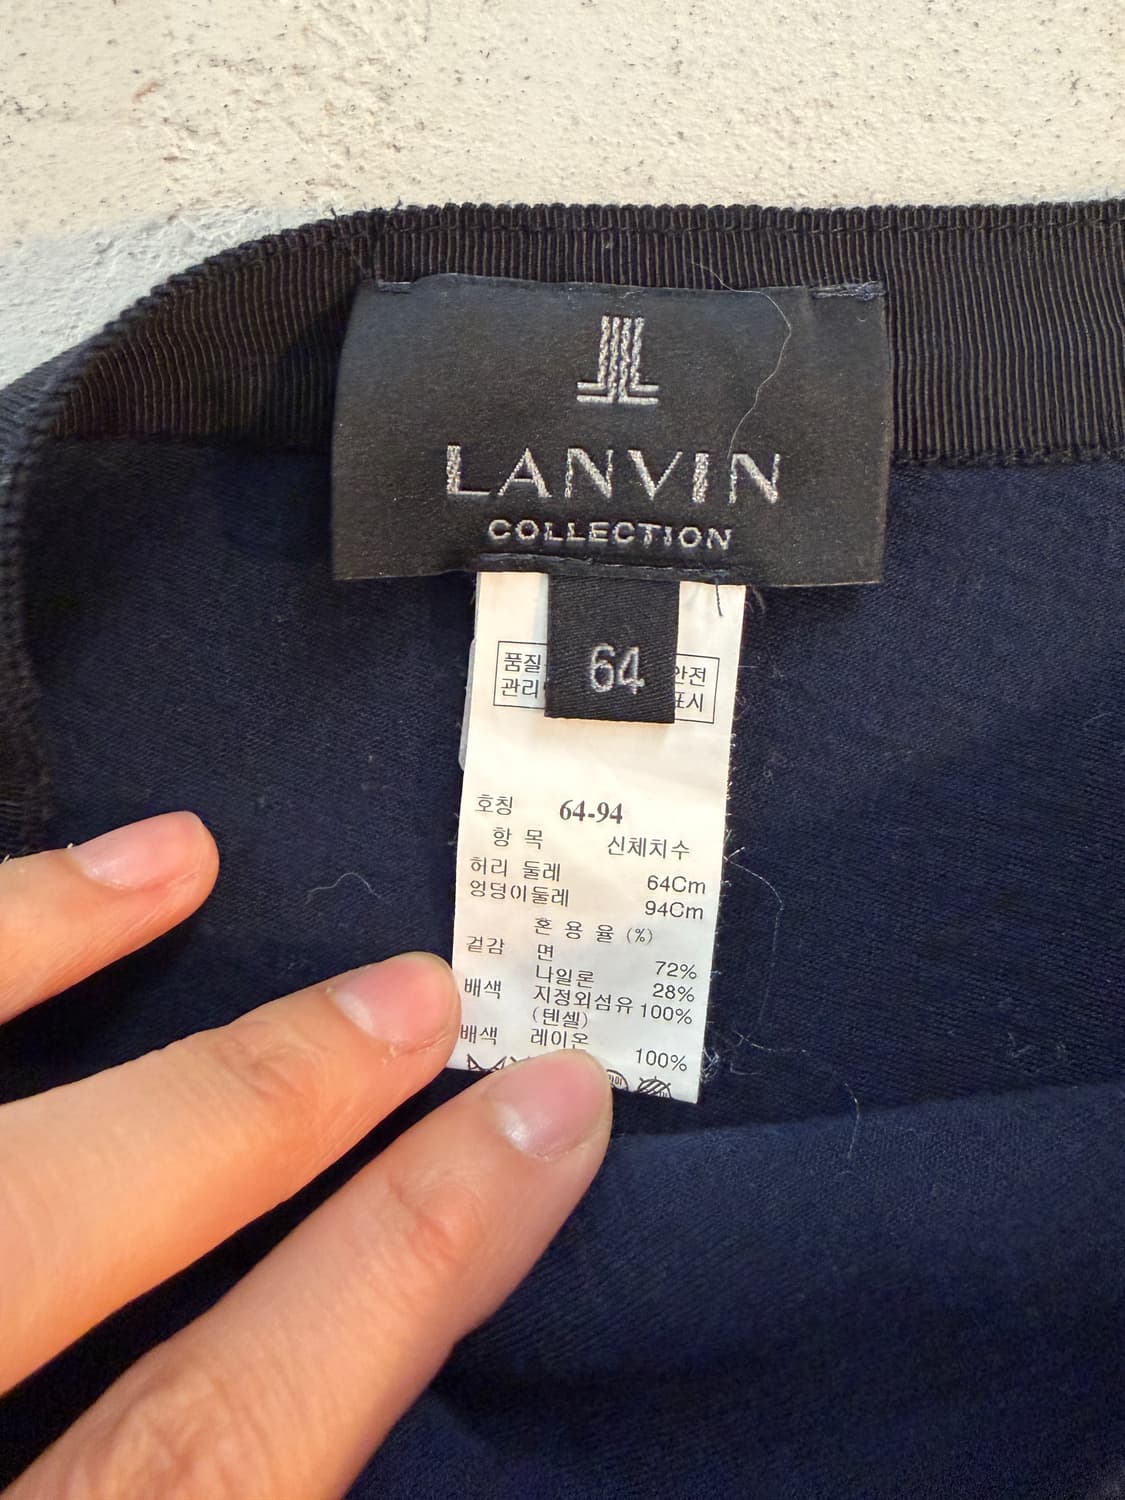 LANVIN
COLLECTION
64
품질 안전
관리 표시
호칭 64-94
항 목 신체치수
허리 둘레 64Cm
엉덩이둘레 94Cm
혼 용 율 (%)
겉감 면 72%
나일론 28%
배색 지정외섬유 100%
(텐셀)
배색 레이온 100%